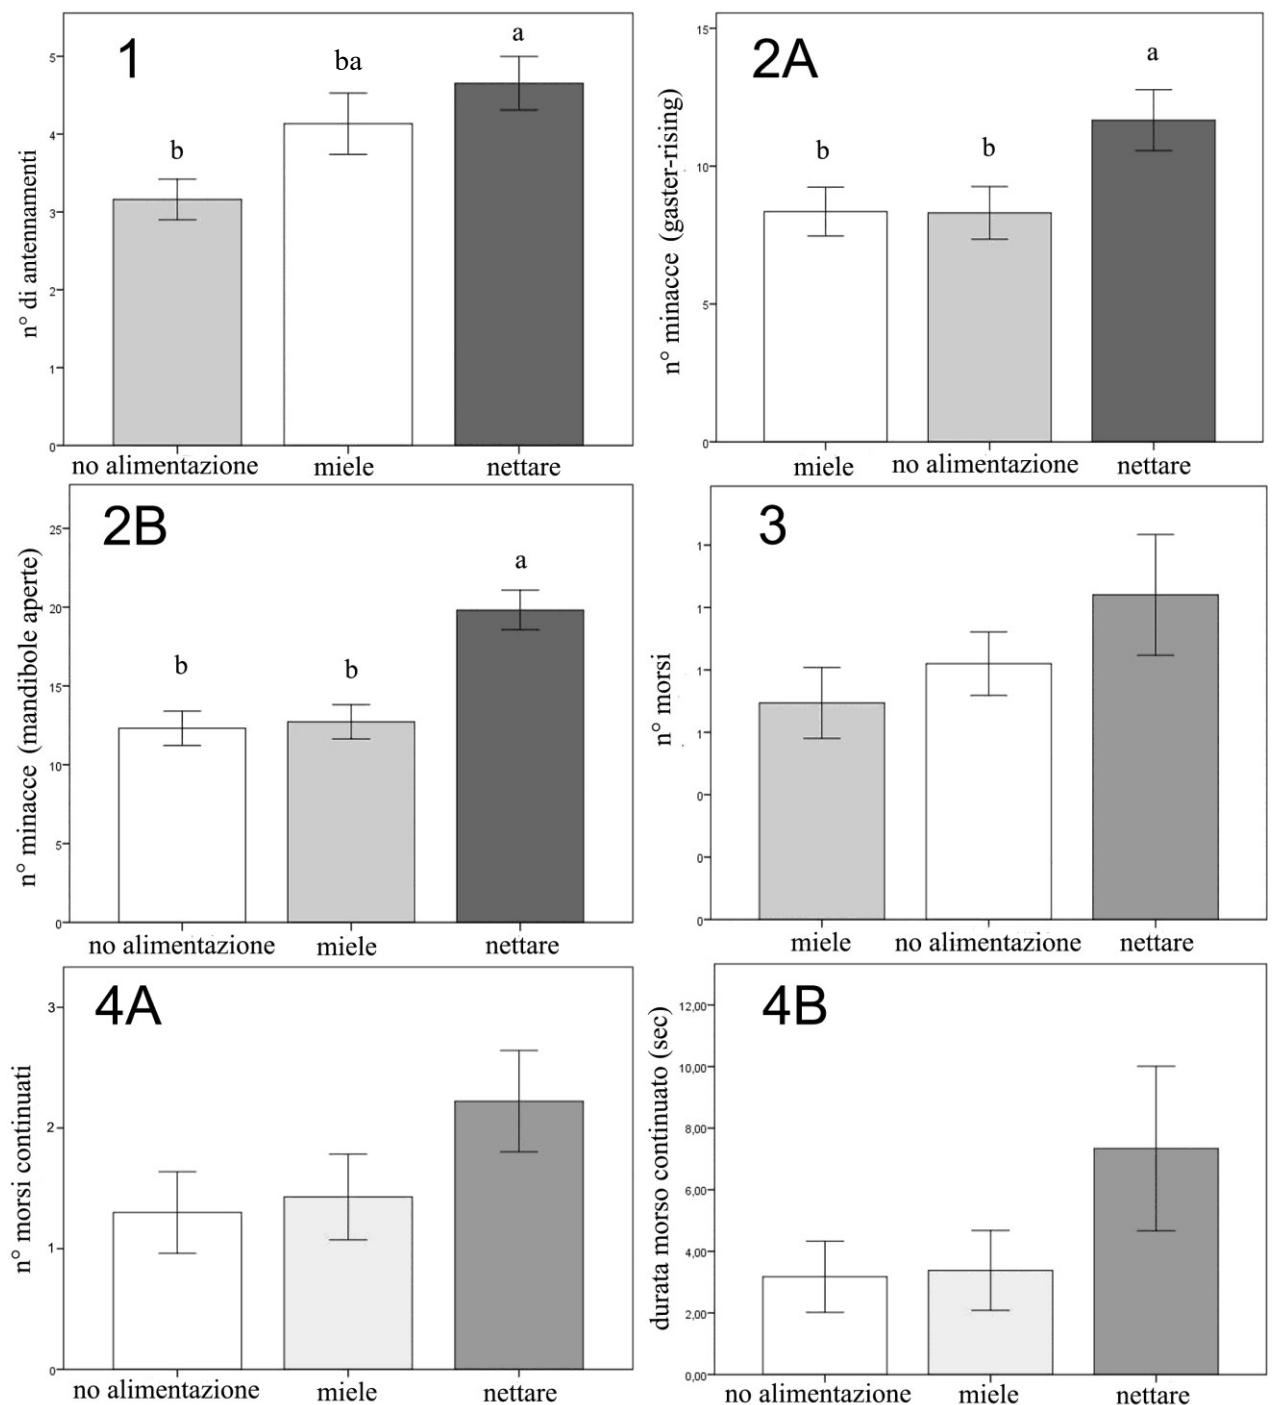 1
n° di antennamenti
5
4
3
2
1
0
b
ba
a
no alimentazione
miele
nettare
2A
n° minacce (gaster-rising)
15
10
5
0
b
b
a
miele
no alimentazione
nettare
2B
n° minacce (mandibole aperte)
25
20
15
10
5
0
b
b
a
no alimentazione
miele
nettare
3
n° morsi
1
1
1
1
0
0
0
miele
no alimentazione
nettare
4A
n° morsi continuati
3
2
1
0
no alimentazione
miele
nettare
4B
durata morso continuato (sec)
12,00
10,00
8,00
6,00
4,00
2,00
0,00
no alimentazione
miele
nettare